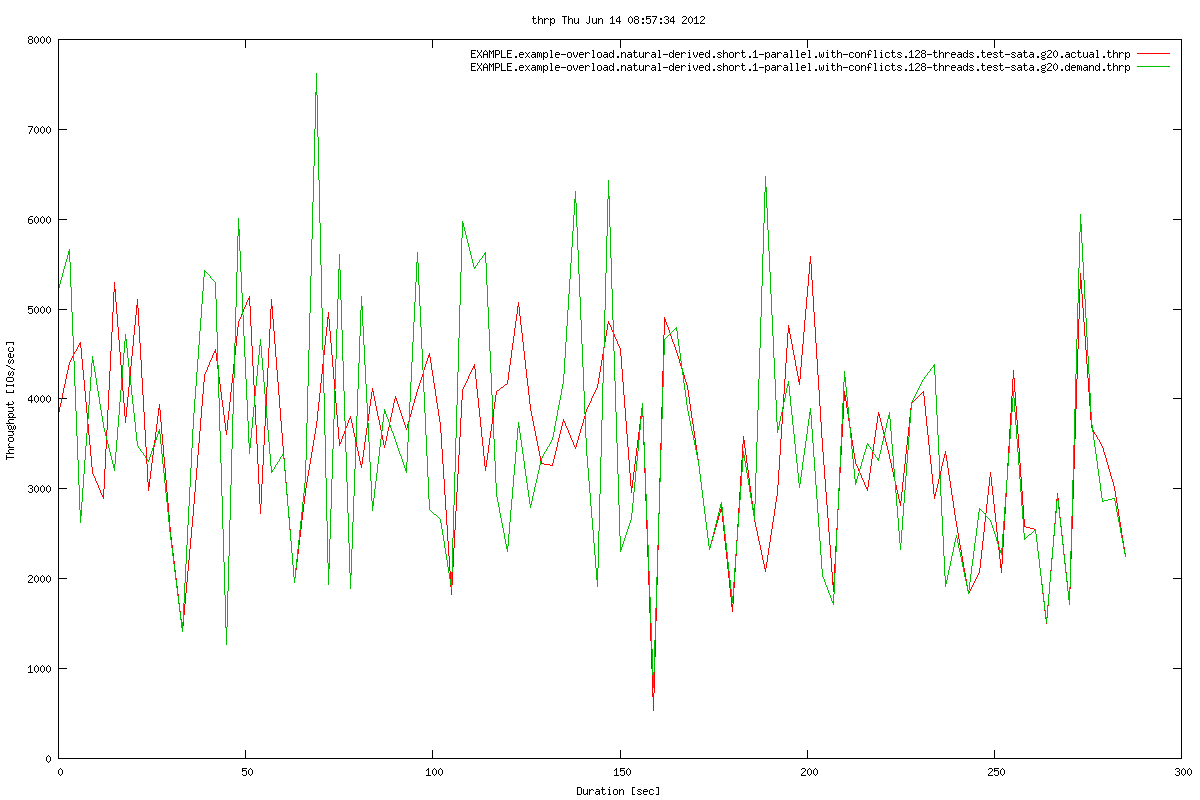 thrp Thu Jun 14 08:57:34 2012
EXAMPLE.example-overload.natural-derived.short.1-parallel.with-conflicts.128-threads.test-sata.g20.actual.thrp
EXAMPLE.example-overload.natural-derived.short.1-parallel.with-conflicts.128-threads.test-sata.g20.demand.thrp
8000
7000
6000
5000
4000
3000
2000
1000
0
Throughput [IOs/sec]
0 50 100 150 200 250 300
Duration [sec]